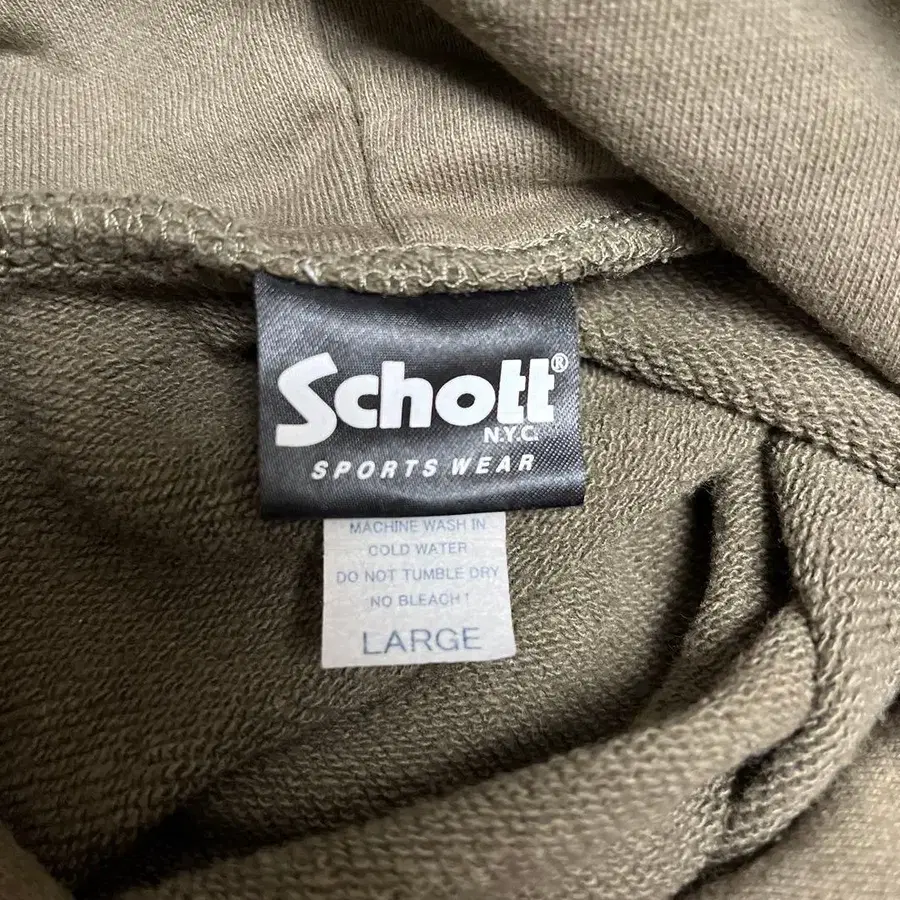 Schott®
N.Y.C.
SPORTS WEAR
MACHINE WASH IN
COLD WATER
DO NOT TUMBLE DRY
NO BLEACH!
LARGE